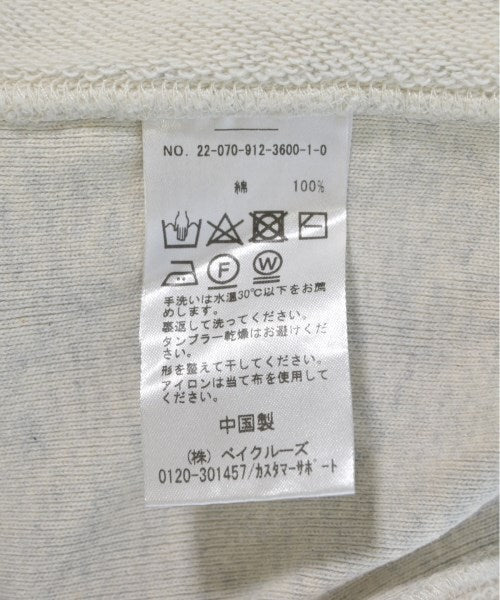 NO. 22-070-912-3600-1-0
綿 100%
F W
手洗いは水温30℃以下をお薦
めします。
裏返して洗ってください。
タンブラー乾燥はお避けくだ
さい。
形を整えて干してください。
アイロンは当て布を使用して
ください。
中国製
(株) ベイクルーズ
0120-301457/カスタマーサポート